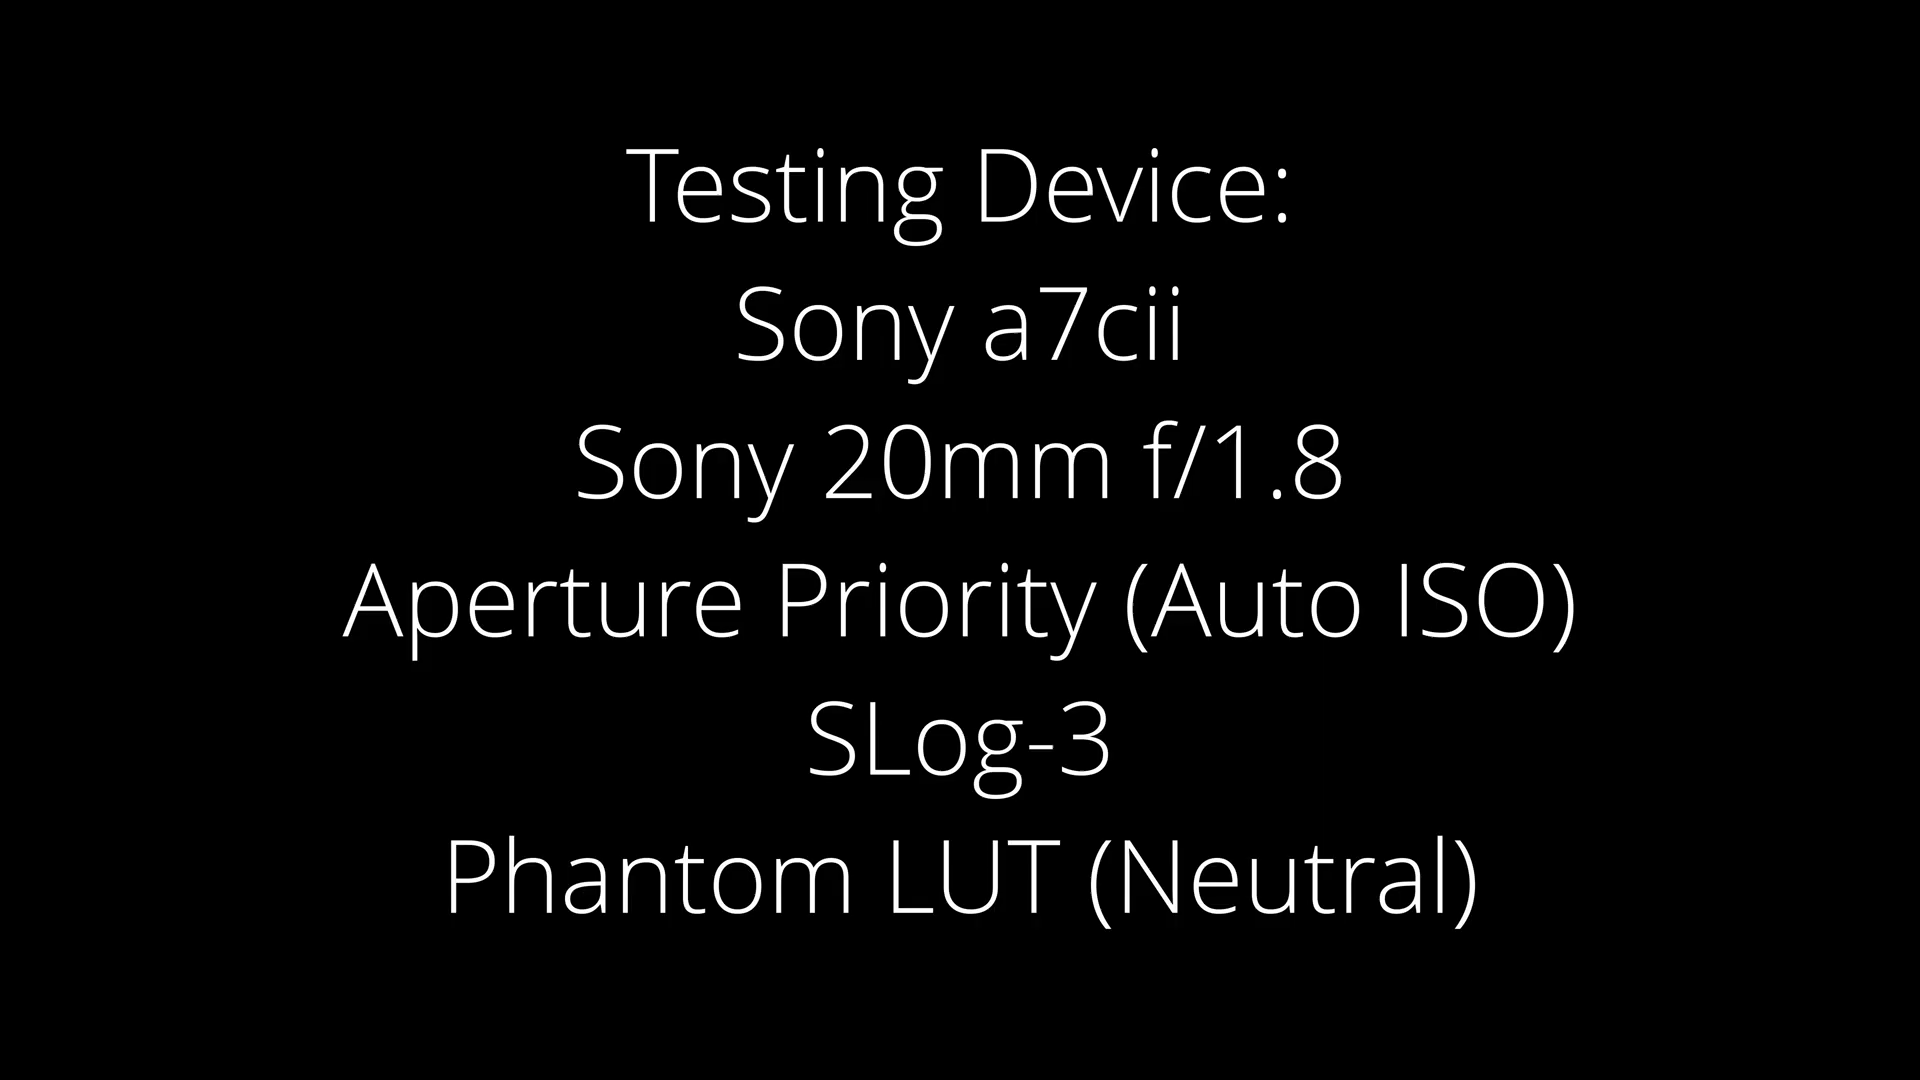 Testing Device:
Sony a7cii
Sony 20mm f/1.8
Aperture Priority (Auto ISO)
SLog-3
Phantom LUT (Neutral)